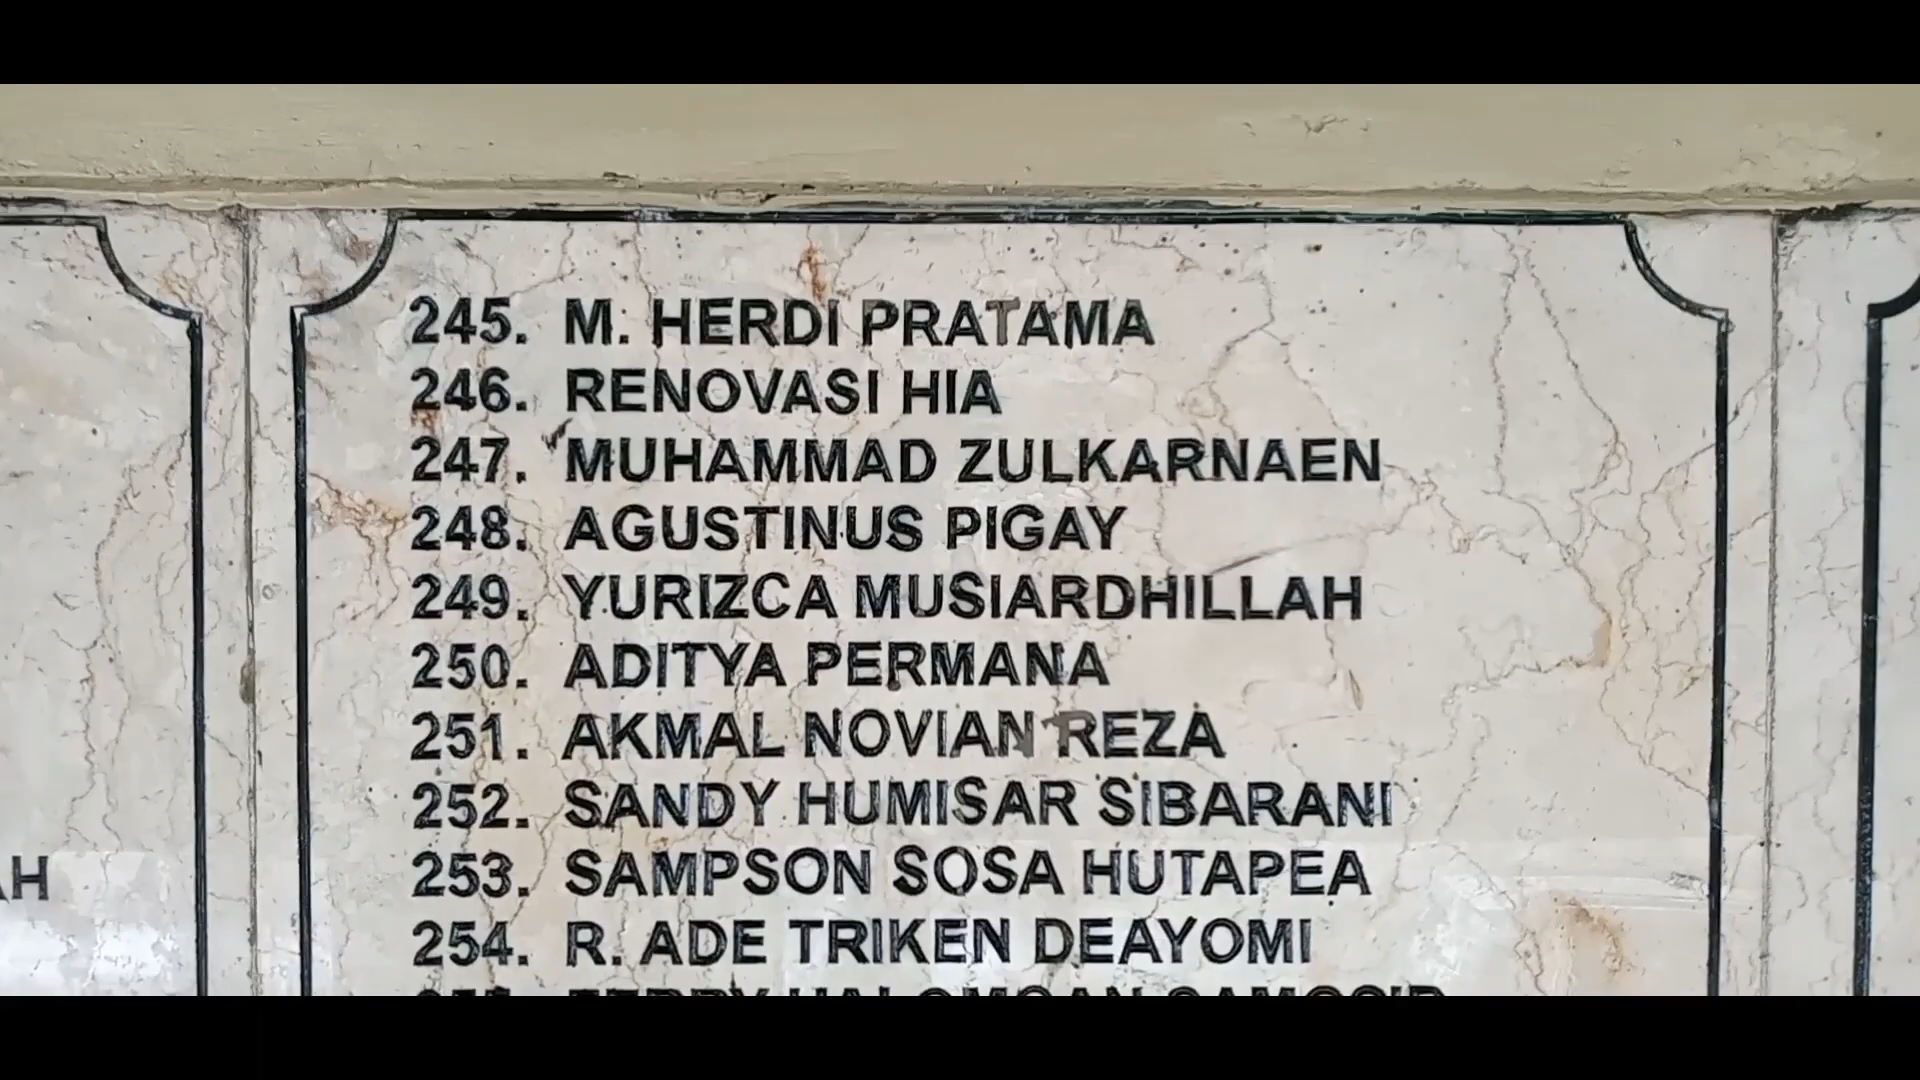 245. M. HERDI PRATAMA
246. RENOVASI HIA
247. MUHAMMAD ZULKARNAEN
248. AGUSTINUS PIGAY
249. YURIZCA MUSIARDHILLAH
250. ADITYA PERMANA
251. AKMAL NOVIAN REZA
252. SANDY HUMISAR SIBARANI
253. SAMPSON SOSA HUTAPEA
AH
254. R. ADE TRIKEN DEAYOMI